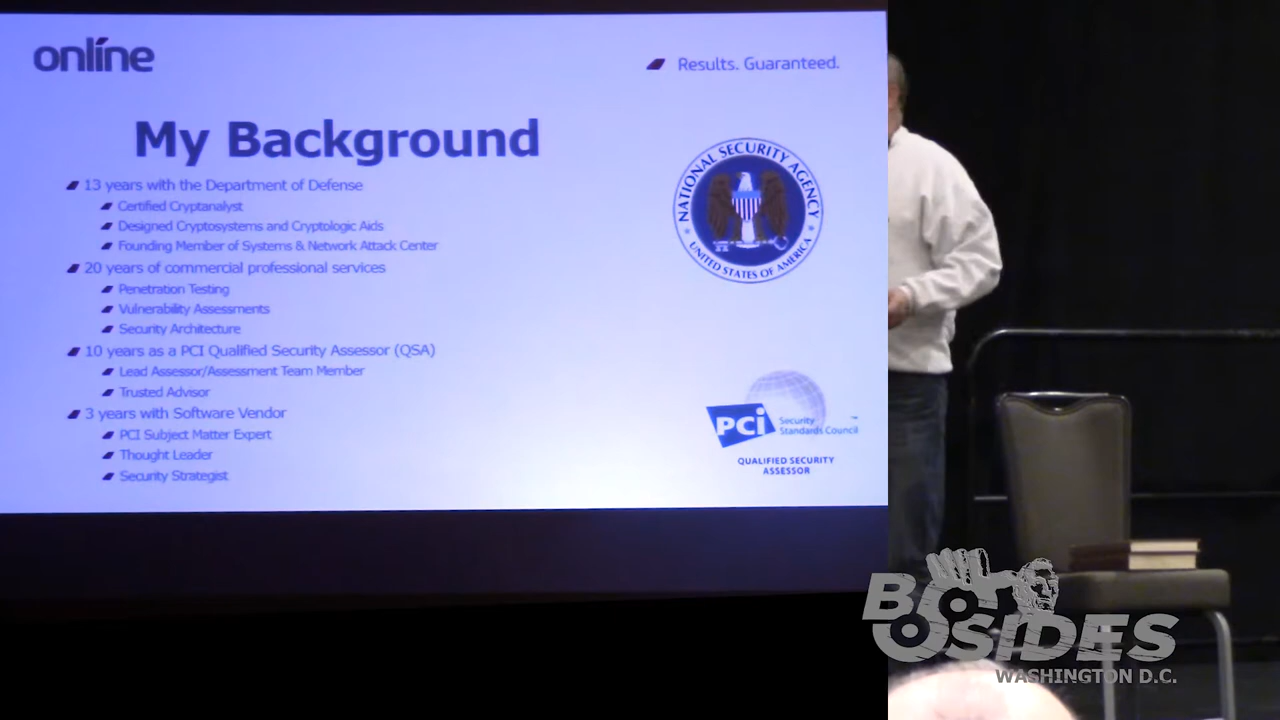 online
Results. Guaranteed.
My Background
13 years with the Department of Defense
Certified Cryptanalyst
Designed Cryptosystems and Cryptologic Aids
Founding Member of Systems & Network Attack Center
20 years of commercial professional services
Penetration Testing
Vulnerability Assessments
Security Architecture
10 years as a PCI Qualified Security Assessor (QSA)
Lead Assessor/Assessment Team Member
Trusted Advisor
3 years with Software Vendor
PCI Subject Matter Expert
Thought Leader
Security Strategist
NATIONAL SECURITY AGENCY
UNITED STATES OF AMERICA
PCi Security
Standards Council
QUALIFIED SECURITY
ASSESSOR
BSIDES
WASHINGTON D.C.